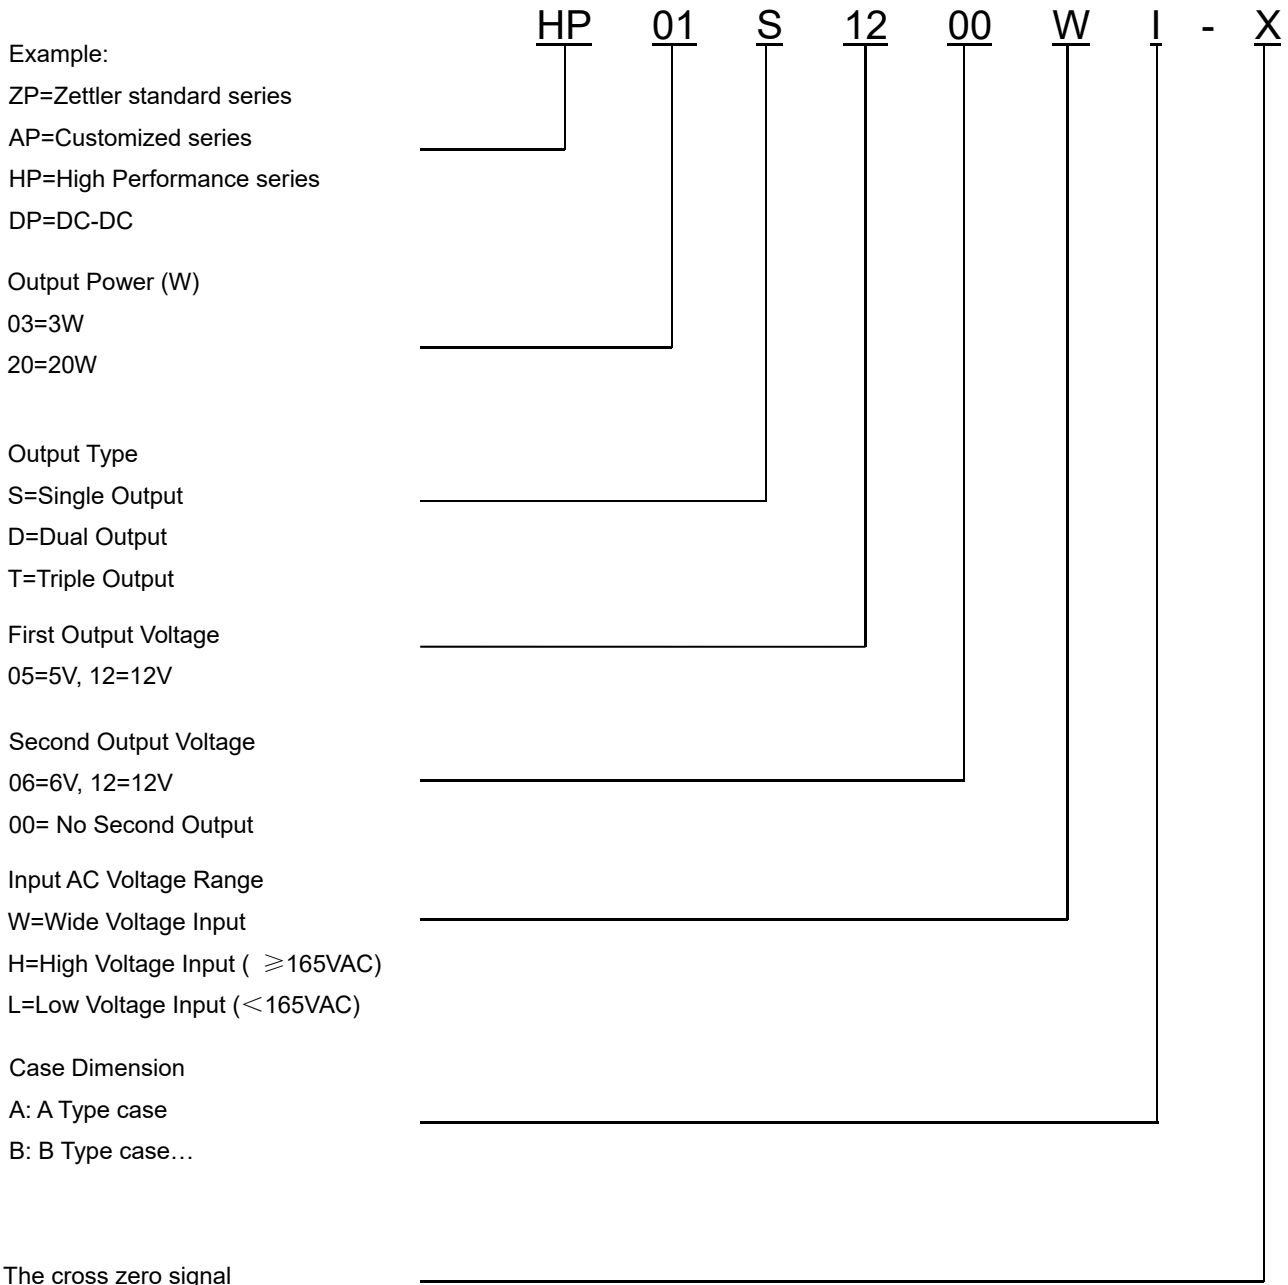 HP 01 S 12 00 W I - X
Example:
ZP=Zettler standard series
AP=Customized series
HP=High Performance series
DP=DC-DC
Output Power (W)
03=3W
20=20W
Output Type
S=Single Output
D=Dual Output
T=Triple Output
First Output Voltage
05=5V, 12=12V
Second Output Voltage
06=6V, 12=12V
00= No Second Output
Input AC Voltage Range
W=Wide Voltage Input
H=High Voltage Input ( ≥165VAC)
L=Low Voltage Input (<165VAC)
Case Dimension
A: A Type case
B: B Type case…
The cross zero signal